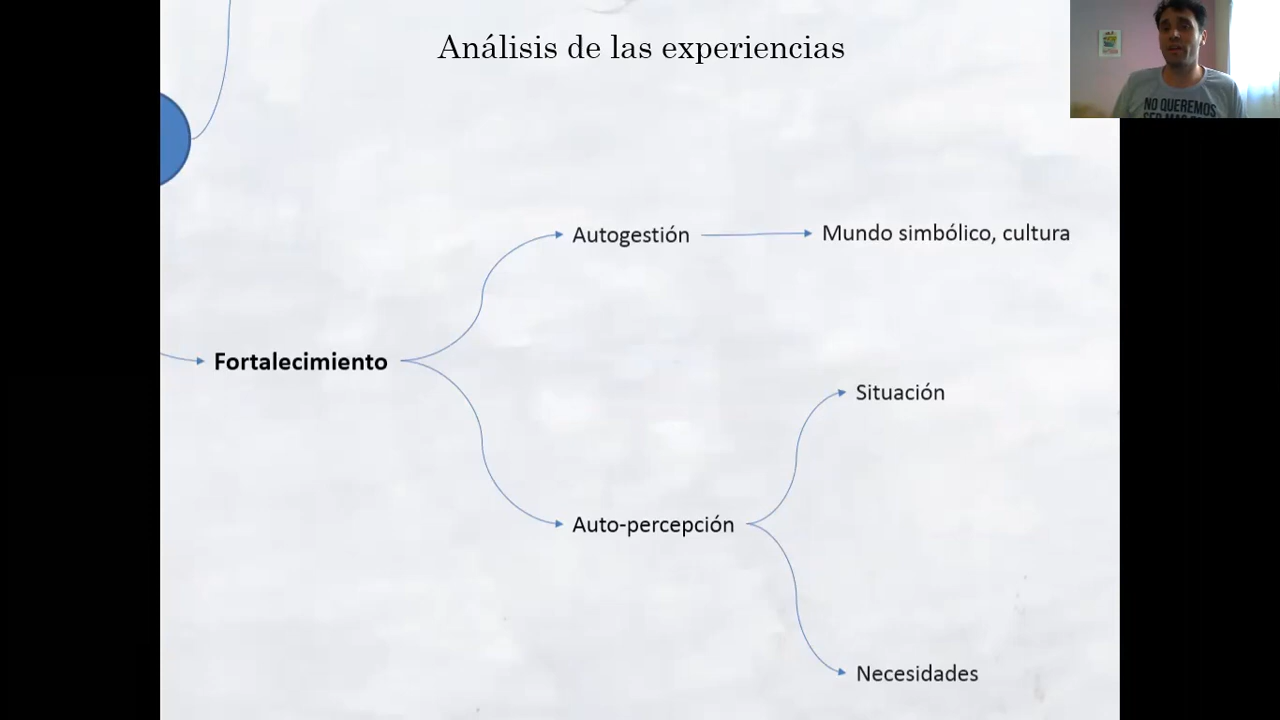 Análisis de las experiencias
NO QUEREMOS
Autogestión
Mundo simbólico, cultura
Fortalecimiento
Situación
Auto-percepción
Necesidades